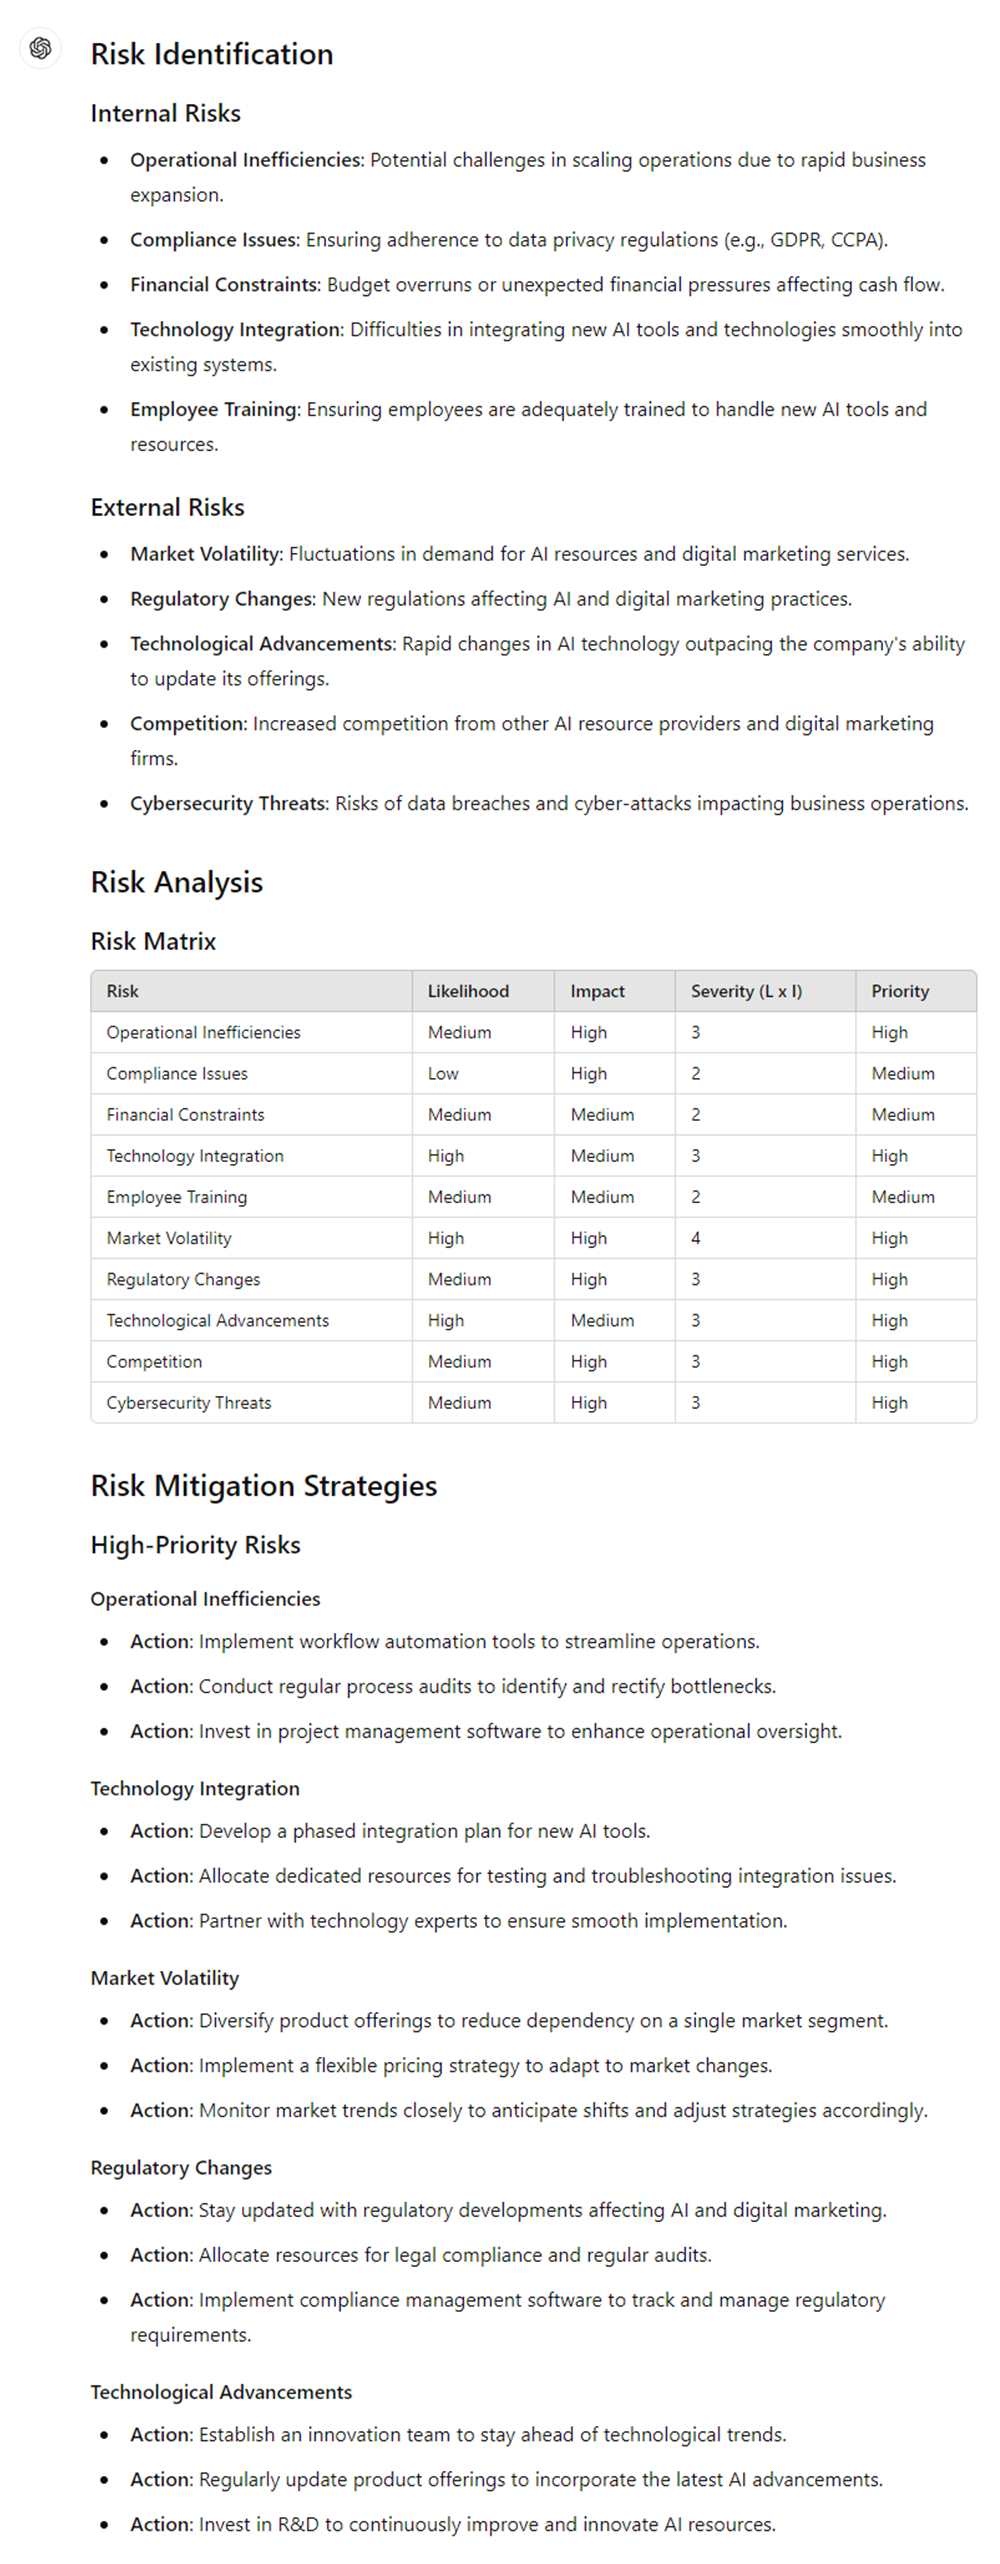 Risk Identification
Internal Risks
Operational Inefficiencies: Potential challenges in scaling operations due to rapid business
expansion.
Compliance Issues: Ensuring adherence to data privacy regulations (e.g., GDPR, CCPA).
Financial Constraints: Budget overruns or unexpected financial pressures affecting cash flow.
Technology Integration: Difficulties in integrating new AI tools and technologies smoothly into
existing systems.
Employee Training: Ensuring employees are adequately trained to handle new AI tools and
resources.
External Risks
Market Volatility: Fluctuations in demand for AI resources and digital marketing services.
Regulatory Changes: New regulations affecting AI and digital marketing practices.
Technological Advancements: Rapid changes in AI technology outpacing the company's ability
to update its offerings.
Competition: Increased competition from other AI resource providers and digital marketing
firms.
Cybersecurity Threats: Risks of data breaches and cyber-attacks impacting business operations.
Risk Analysis
Risk Matrix
Risk Likelihood Impact Severity (L x I) Priority
Operational Inefficiencies Medium High 3 High
Compliance Issues Low High 2 Medium
Financial Constraints Medium Medium 2 Medium
Technology Integration High Medium 3 High
Employee Training Medium Medium 2 Medium
Market Volatility High High 4 High
Regulatory Changes Medium High 3 High
Technological Advancements High Medium 3 High
Competition Medium High 3 High
Cybersecurity Threats Medium High 3 High
Risk Mitigation Strategies
High-Priority Risks
Operational Inefficiencies
Action: Implement workflow automation tools to streamline operations.
Action: Conduct regular process audits to identify and rectify bottlenecks.
Action: Invest in project management software to enhance operational oversight.
Technology Integration
Action: Develop a phased integration plan for new AI tools.
Action: Allocate dedicated resources for testing and troubleshooting integration issues.
Action: Partner with technology experts to ensure smooth implementation.
Market Volatility
Action: Diversify product offerings to reduce dependency on a single market segment.
Action: Implement a flexible pricing strategy to adapt to market changes.
Action: Monitor market trends closely to anticipate shifts and adjust strategies accordingly.
Regulatory Changes
Action: Stay updated with regulatory developments affecting AI and digital marketing.
Action: Allocate resources for legal compliance and regular audits.
Action: Implement compliance management software to track and manage regulatory
requirements.
Technological Advancements
Action: Establish an innovation team to stay ahead of technological trends.
Action: Regularly update product offerings to incorporate the latest AI advancements.
Action: Invest in R&D to continuously improve and innovate AI resources.